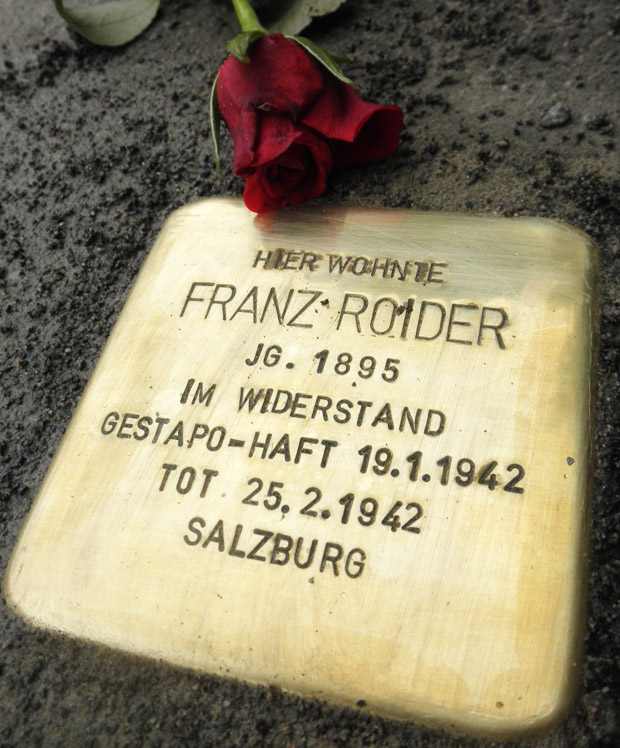 HIER WOHNTE
FRANZ ROIDER
JG. 1895
IM WIDERSTAND
GESTAPO-HAFT 19.1.1942
TOT 25.2.1942
SALZBURG